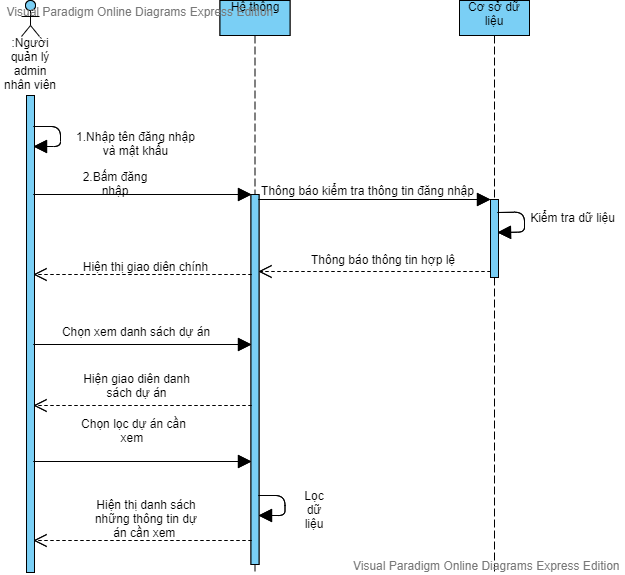 Visual Paradigm Online Diagrams Express Edition
Hệ thống
Cơ sở dữ
liệu
:Người
quản lý
admin
nhân viên
1.Nhập tên đăng nhập
và mật khẩu
2.Bấm đăng
nhập
Thông báo kiểm tra thông tin đăng nhập
Kiểm tra dữ liệu
Thông báo thông tin hợp lệ
Hiện thị giao diên chính
Chọn xem danh sách dự án
Hiện giao diên danh
sách dự án
Chọn lọc dự án cần
xem
Lọc
dữ
liệu
Hiện thị danh sách
những thông tin dự
án cần xem
Visual Paradigm Online Diagrams Express Edition